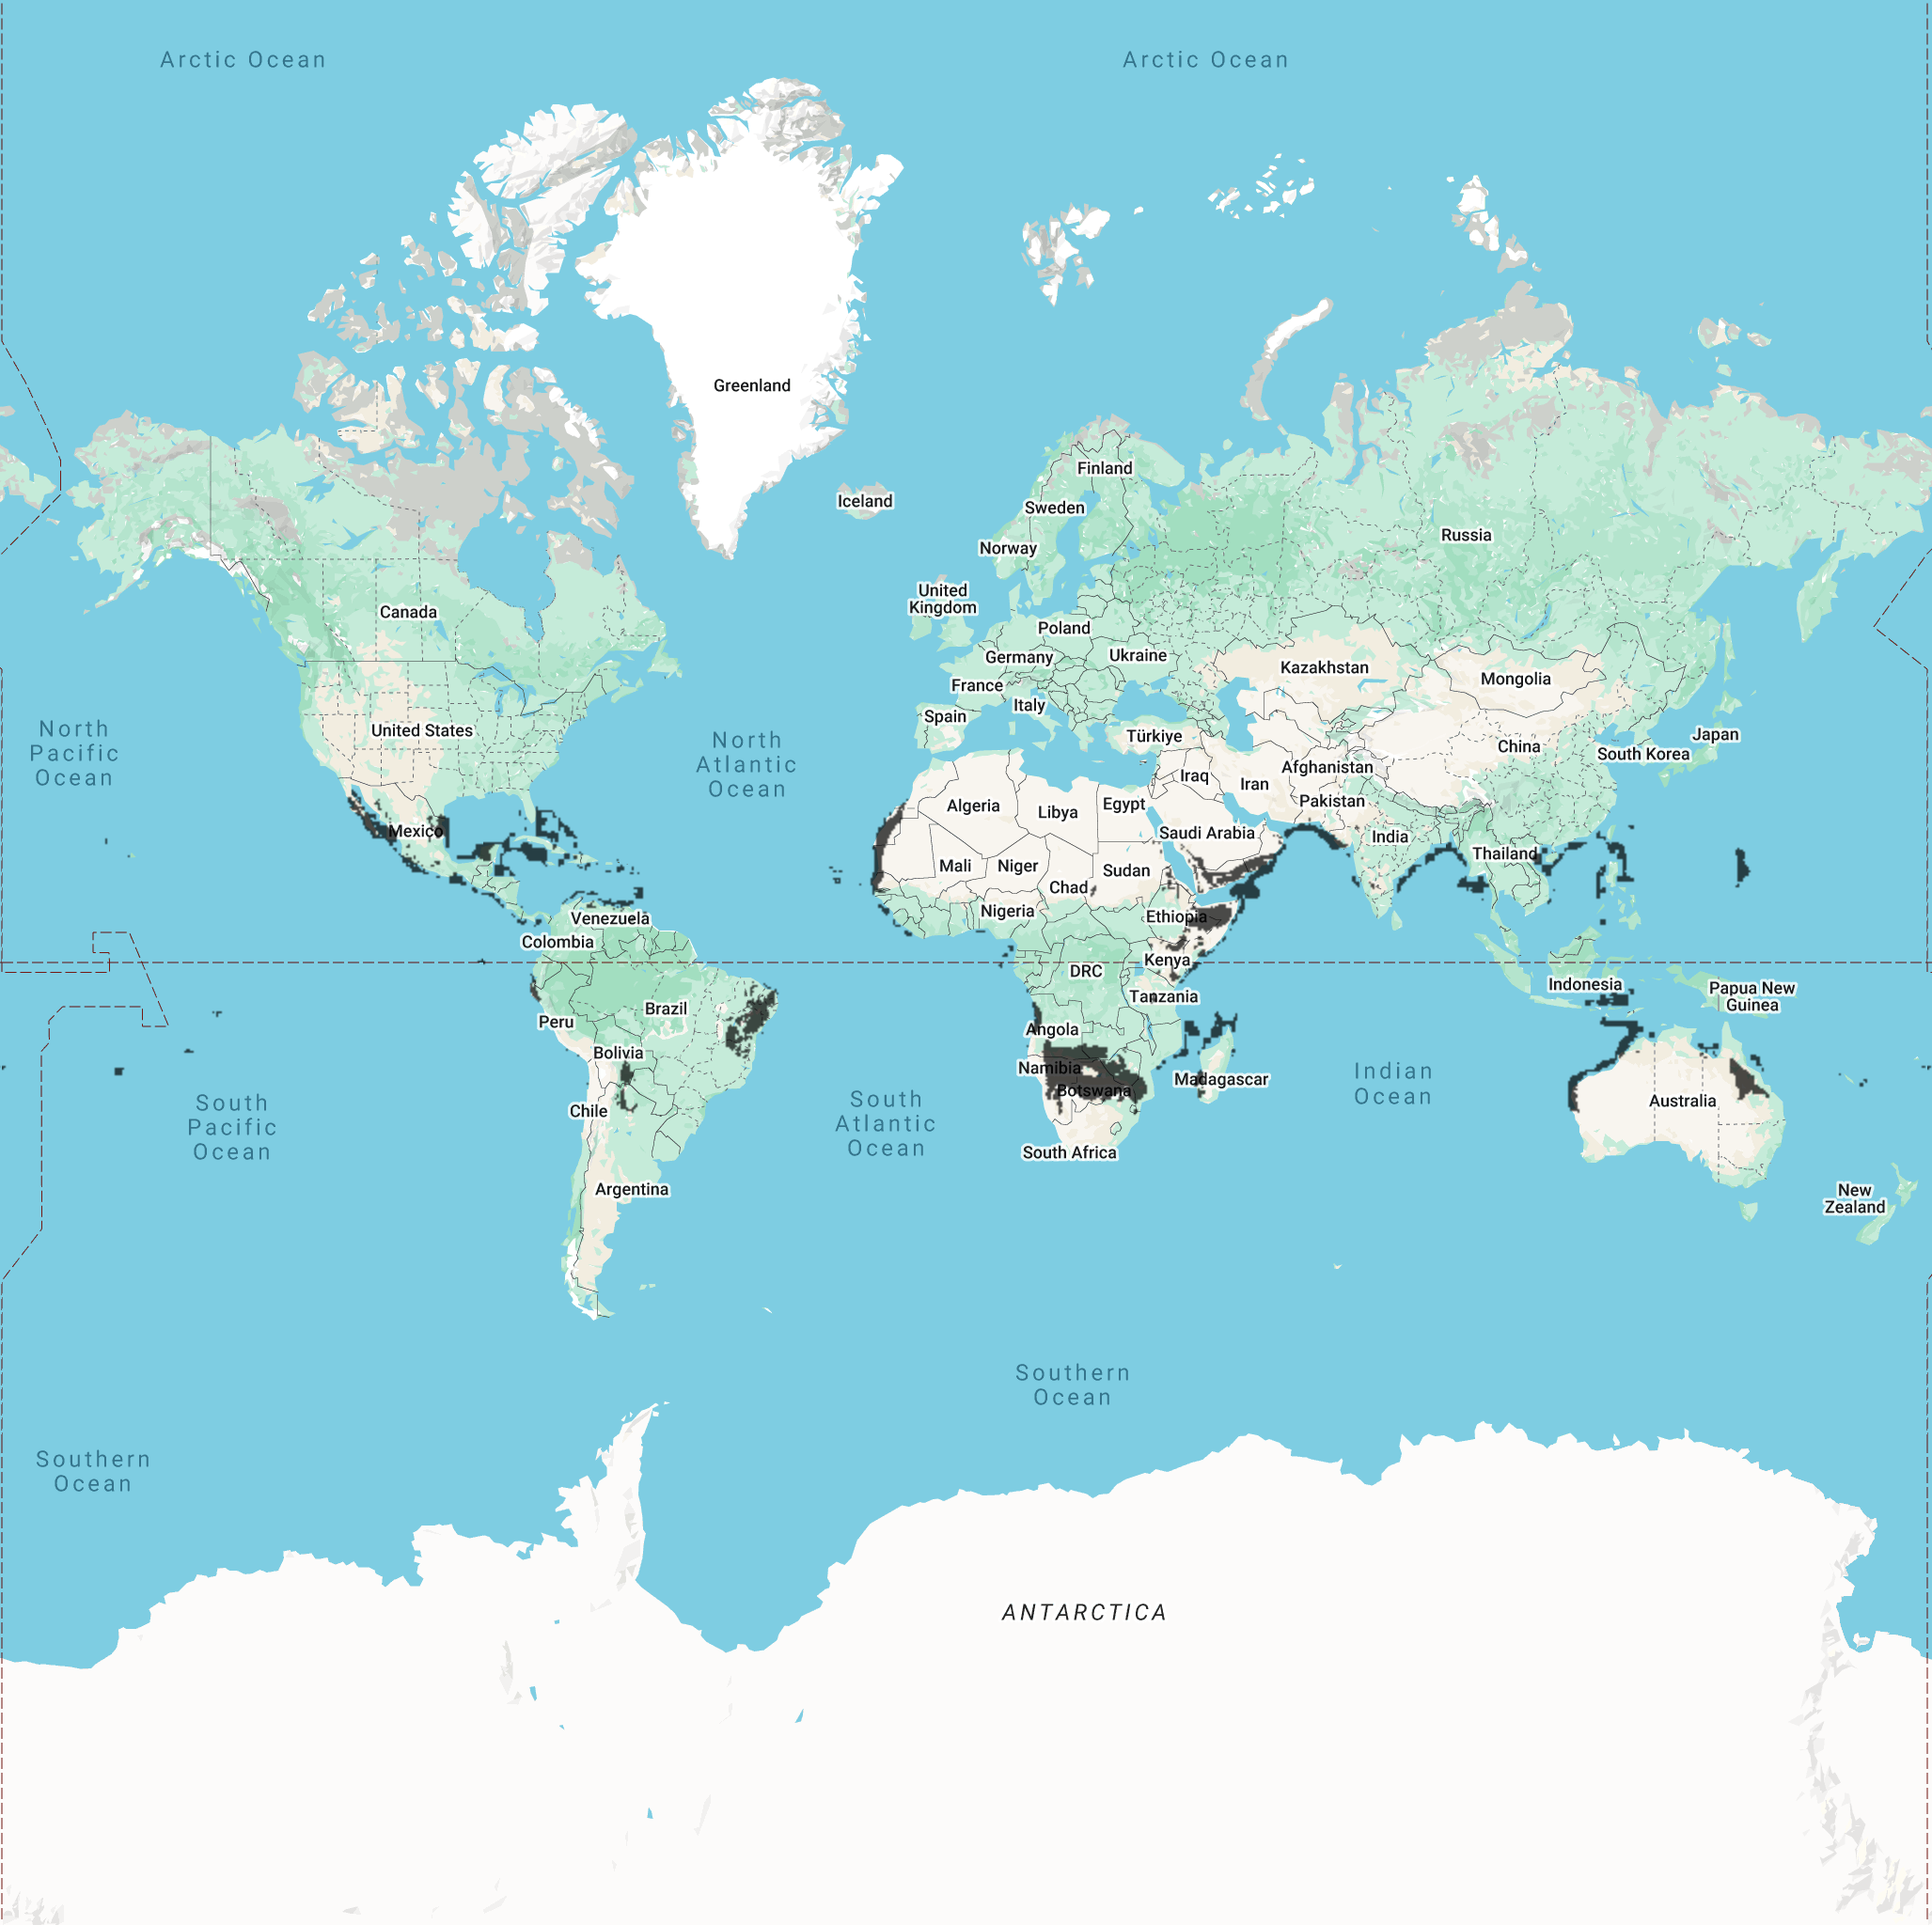 Arctic Ocean
Arctic Ocean
Greenland
Finland
Iceland
Sweden
Russia
Norway
United
Kingdom
Canada
Poland
Germany
Ukraine
Kazakhstan
Mongolia
France
Italy
Spain
North
Pacific
Ocean
United States
North
Atlantic
Ocean
Türkiye
Japan
China
South Korea
Iraq
Iran
Afghanistan
Pakistan
Algeria
Libya
Egypt
Mexico
Saudi Arabia
India
Thailand
Mali
Niger
Sudan
Chad
Nigeria
Ethiopia
Venezuela
Colombia
Kenya
DRC
Indonesia
Papua New
Guinea
Tanzania
Brazil
Peru
Angola
Bolivia
Namibia
Botswana
Madagascar
Indian
Ocean
Australia
Chile
South
Pacific
Ocean
South
Atlantic
Ocean
South Africa
Argentina
New
Zealand
Southern
Ocean
Southern
Ocean
ANTARCTICA